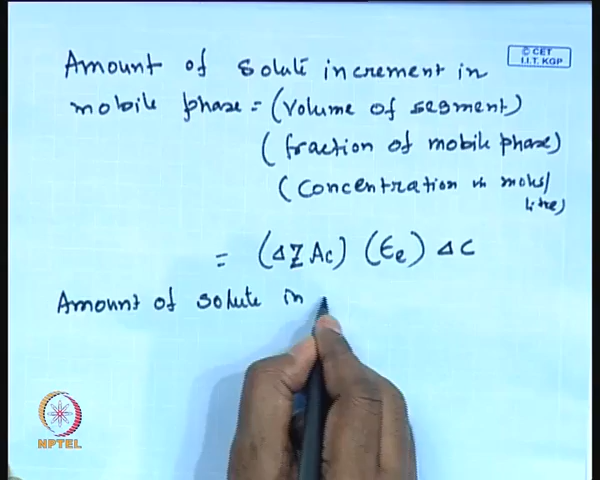 © CET
I.I.T. KGP
Amount of solute increment in
mobile phase = (volume of segment)
(fraction of mobile phase)
(concentration in moles/
litre)
= (ΔZ Ac) (Ee) ΔC
Amount of solute in
NPTEL